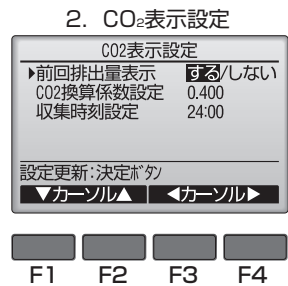 2. CO₂表示設定
CO2表示設定
▶前回排出量表示 する/しない
CO2換算係数設定 0.400
収集時刻設定 24:00
設定更新:決定ボタン
▼カーソル▲ ◀カーソル▶
F1 F2 F3 F4